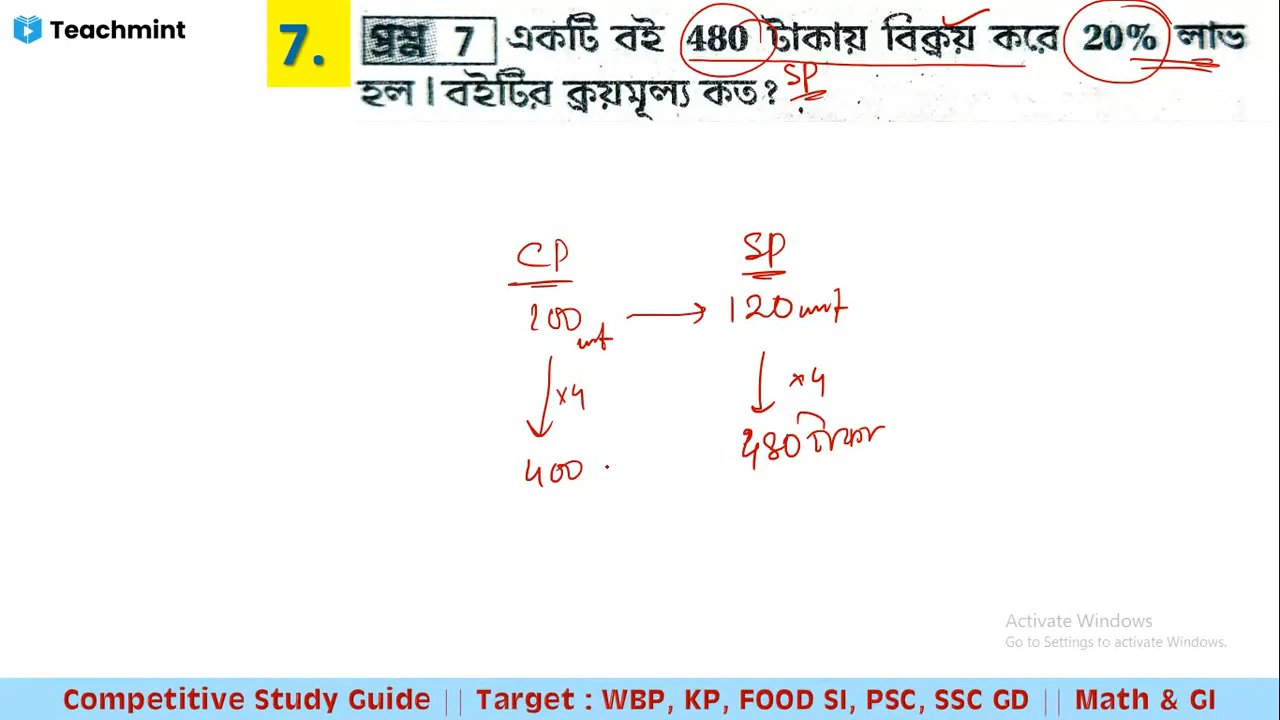 Teachmint
7. প্রশ্ন 7 একটি বই 480 টাকায় বিক্রয় করে 20% লাভ
হল। বইটির ক্রয়মূল্য কত? SP
CP SP
100 unit → 120 unit
×4 ×4
400 480 টাকা
Activate Windows
Go to Settings to activate Windows.
Competitive Study Guide || Target : WBP, KP, FOOD SI, PSC, SSC GD || Math & GI